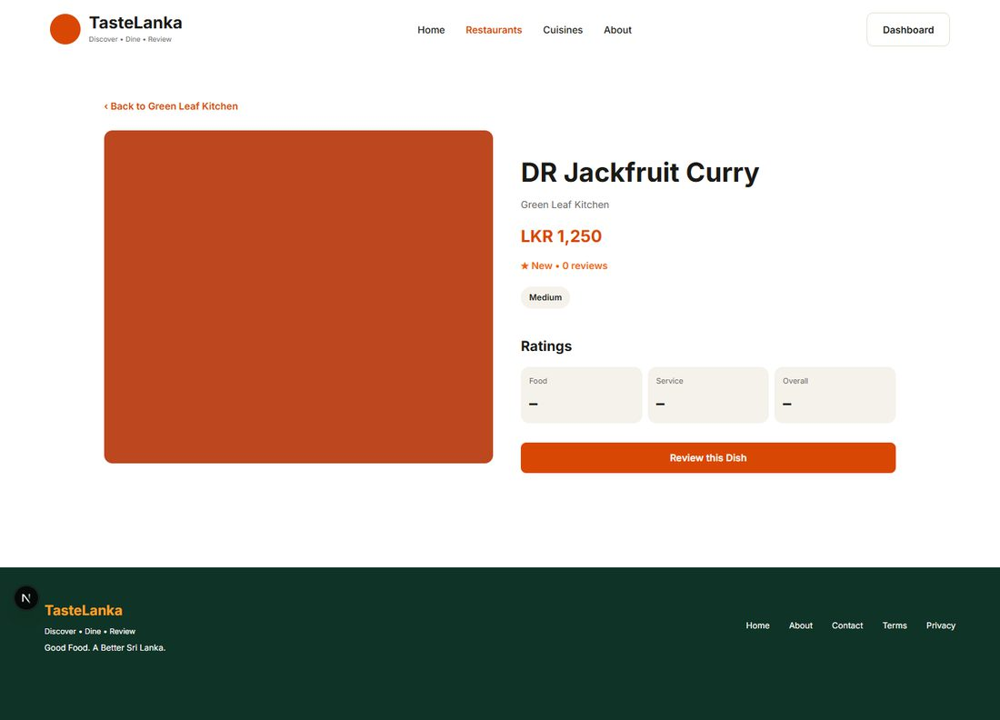 TasteLanka
Discover • Dine • Review
Home Restaurants Cuisines About
Dashboard
‹ Back to Green Leaf Kitchen
DR Jackfruit Curry
Green Leaf Kitchen
LKR 1,250
★ New • 0 reviews
Medium
Ratings
Food Service Overall
– – –
Review this Dish
N
TasteLanka
Discover • Dine • Review
Good Food. A Better Sri Lanka.
Home About Contact Terms Privacy